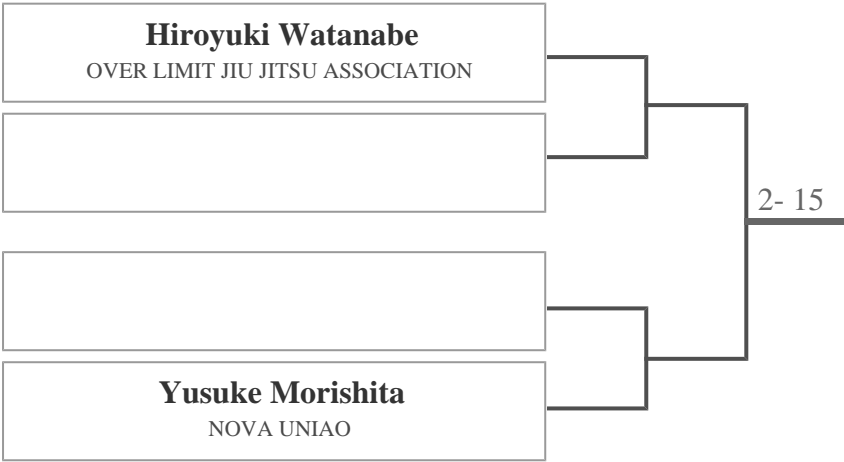 Hiroyuki Watanabe
OVER LIMIT JIU JITSU ASSOCIATION
2- 15
Yusuke Morishita
NOVA UNIAO